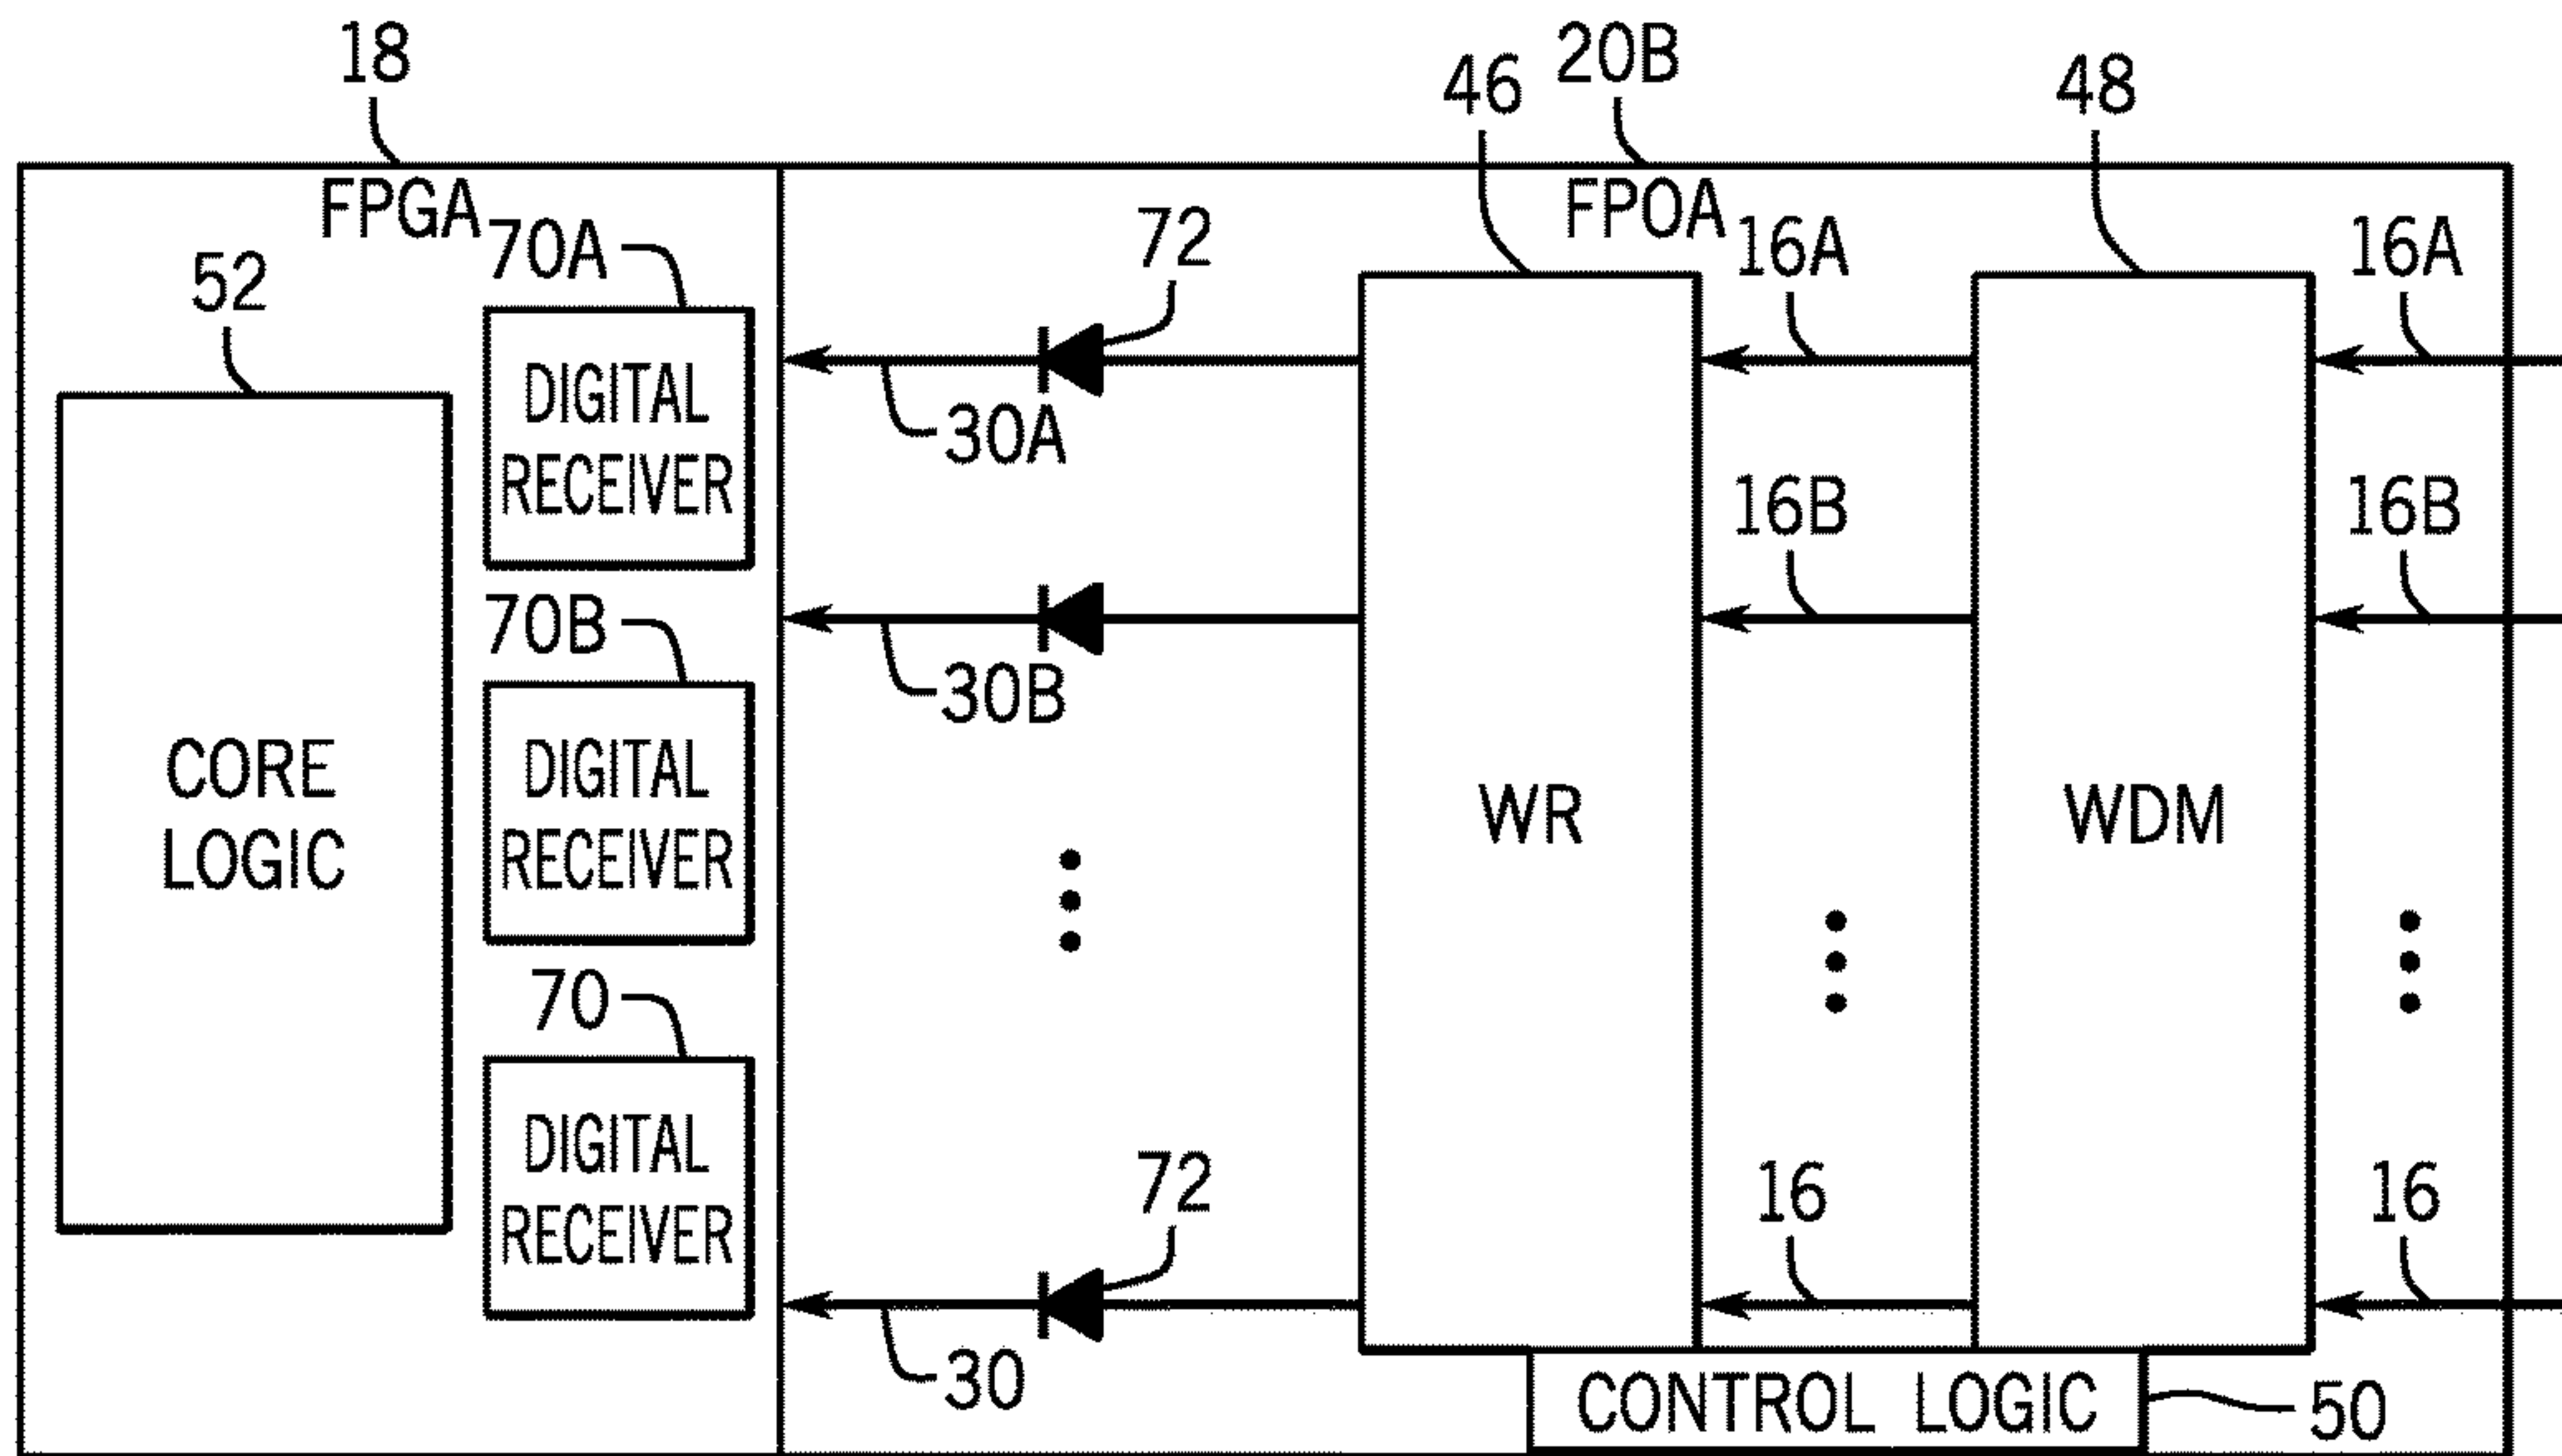 18
20B
46
48
FPGA
FPOA
70A
72
16A
16A
52
DIGITAL
RECEIVER
30A
16B
16B
70B
30B
DIGITAL
RECEIVER
CORE
LOGIC
WR
WDM
70
DIGITAL
RECEIVER
72
16
16
30
CONTROL LOGIC
50